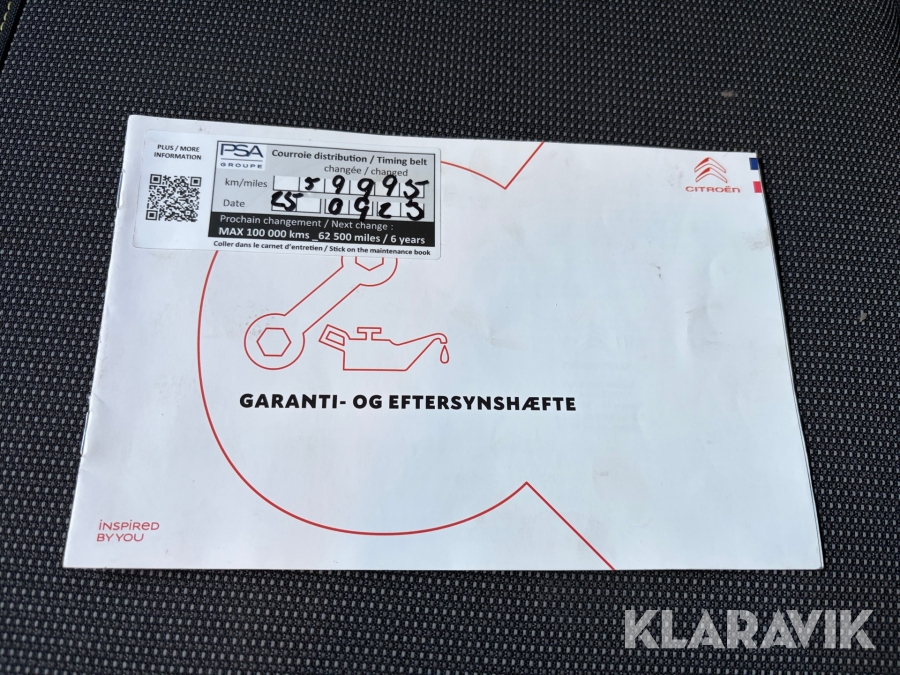 PLUS / MORE
INFORMATION
PSA
GROUPE
Courroie distribution / Timing belt
changée / changed
km/miles 59995
Date 25 09 23
Prochain changement / Next change :
MAX 100 000 kms_62 500 miles / 6 years
Coller dans le carnet d'entretien / Stick on the maintenance book
CITROËN
GARANTI- OG EFTERSYNSHÆFTE
INSPIRED
BY YOU
KLARAVIK